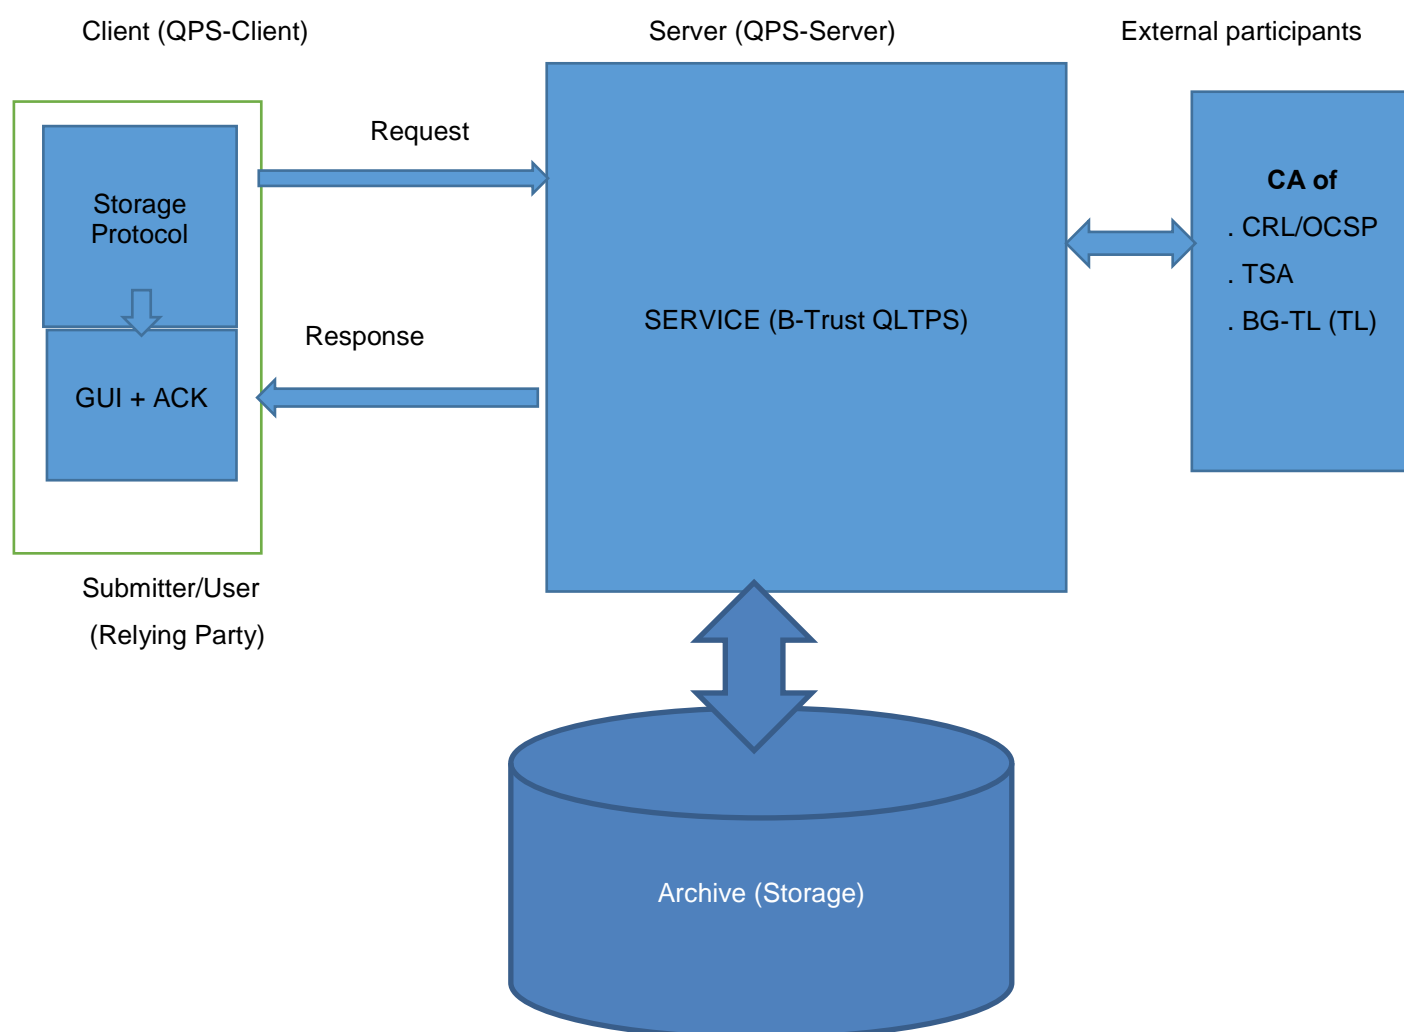 Client (QPS-Client)
Server (QPS-Server)
External participants
Request
Storage
Protocol
CA of
. CRL/OCSP
. TSA
. BG-TL (TL)
SERVICE (B-Trust QLTPS)
Response
GUI + ACK
Submitter/User
(Relying Party)
Archive (Storage)